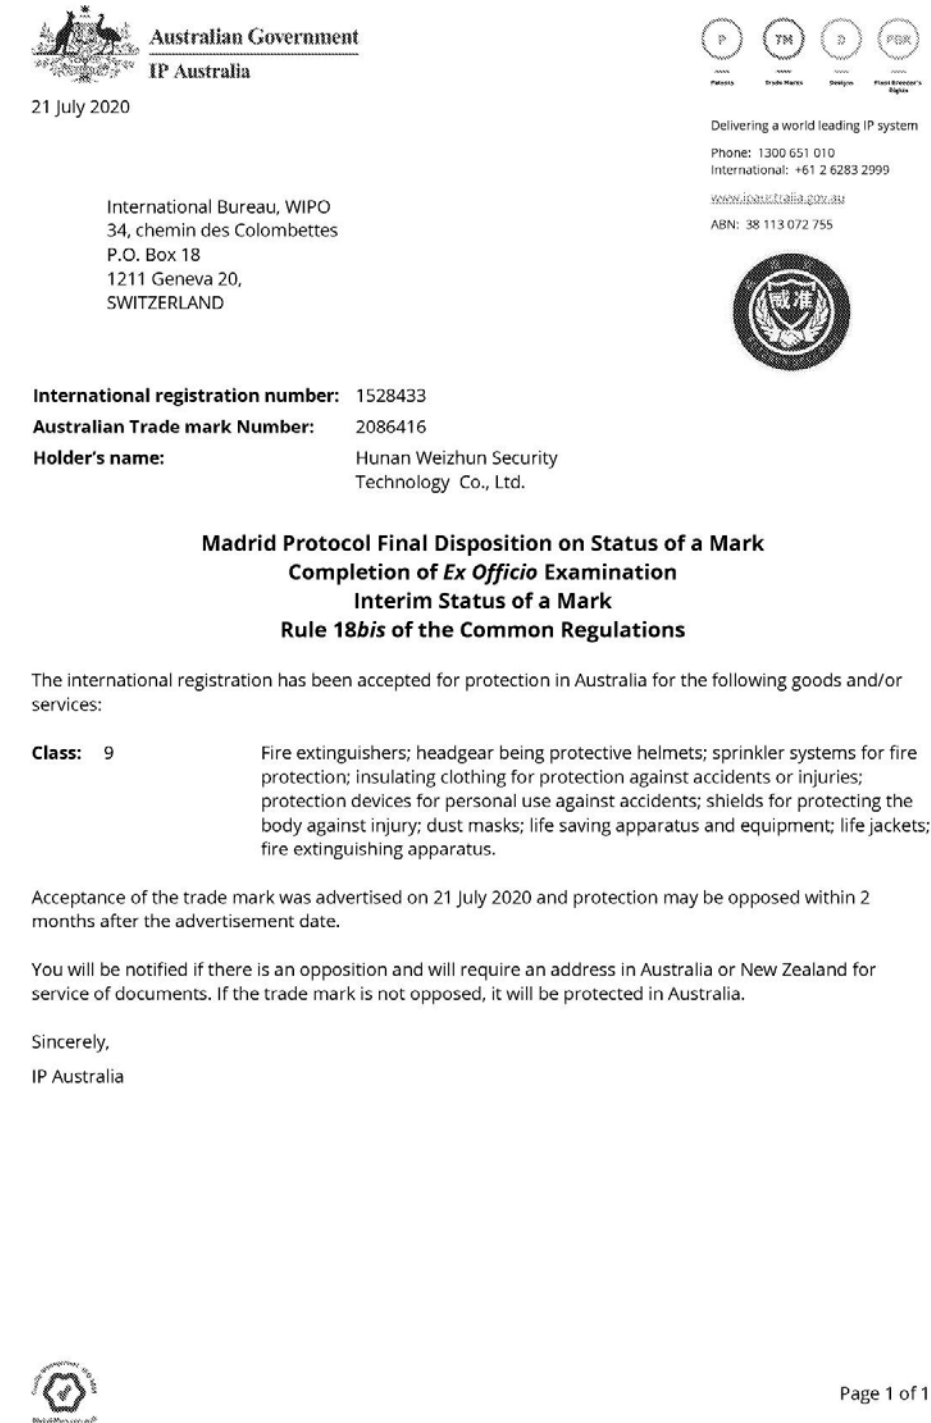 Australian Government
IP Australia
P
TM
D
PBR
Patents
Trade Marks
Designs
Plant Breeder's
Rights
21 July 2020
Delivering a world leading IP system
Phone: 1300 651 010
International: +61 2 6283 2999
www.ipaustralia.gov.au
ABN: 38 113 072 755
International Bureau, WIPO
34, chemin des Colombettes
P.O. Box 18
1211 Geneva 20,
SWITZERLAND
威准
International registration number: 1528433
Australian Trade mark Number: 2086416
Holder's name: Hunan Weizhun Security
Technology Co., Ltd.
Madrid Protocol Final Disposition on Status of a Mark
Completion of Ex Officio Examination
Interim Status of a Mark
Rule 18bis of the Common Regulations
The international registration has been accepted for protection in Australia for the following goods and/or
services:
Class: 9 Fire extinguishers; headgear being protective helmets; sprinkler systems for fire
protection; insulating clothing for protection against accidents or injuries;
protection devices for personal use against accidents; shields for protecting the
body against injury; dust masks; life saving apparatus and equipment; life jackets;
fire extinguishing apparatus.
Acceptance of the trade mark was advertised on 21 July 2020 and protection may be opposed within 2
months after the advertisement date.
You will be notified if there is an opposition and will require an address in Australia or New Zealand for
service of documents. If the trade mark is not opposed, it will be protected in Australia.
Sincerely,
IP Australia
Page 1 of 1